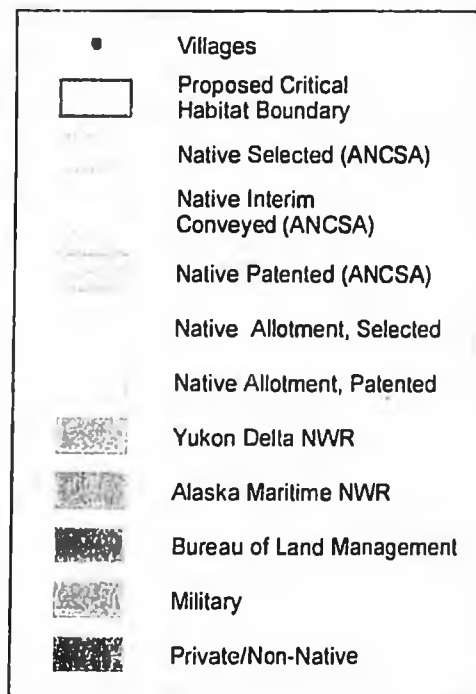 Villages
Proposed Critical
Habitat Boundary
Native Selected (ANCSA)
Native Interim
Conveyed (ANCSA)
Native Patented (ANCSA)
Native Allotment, Selected
Native Allotment, Patented
Yukon Delta NWR
Alaska Maritime NWR
Bureau of Land Management
Military
Private/Non-Native